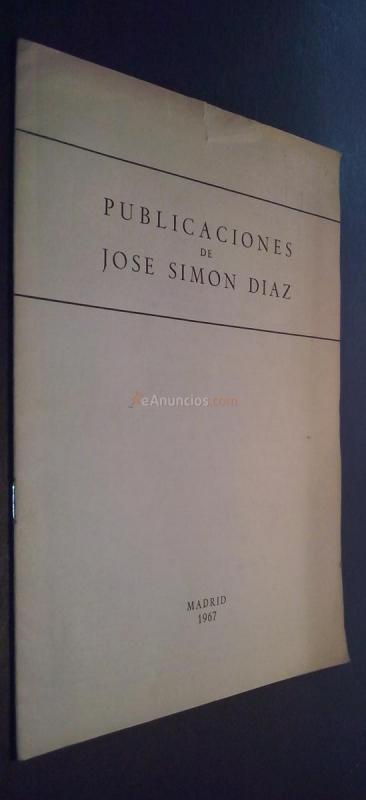 PUBLICACIONES
DE
JOSE SIMON DIAZ
eAnuncios.com
MADRID
1967